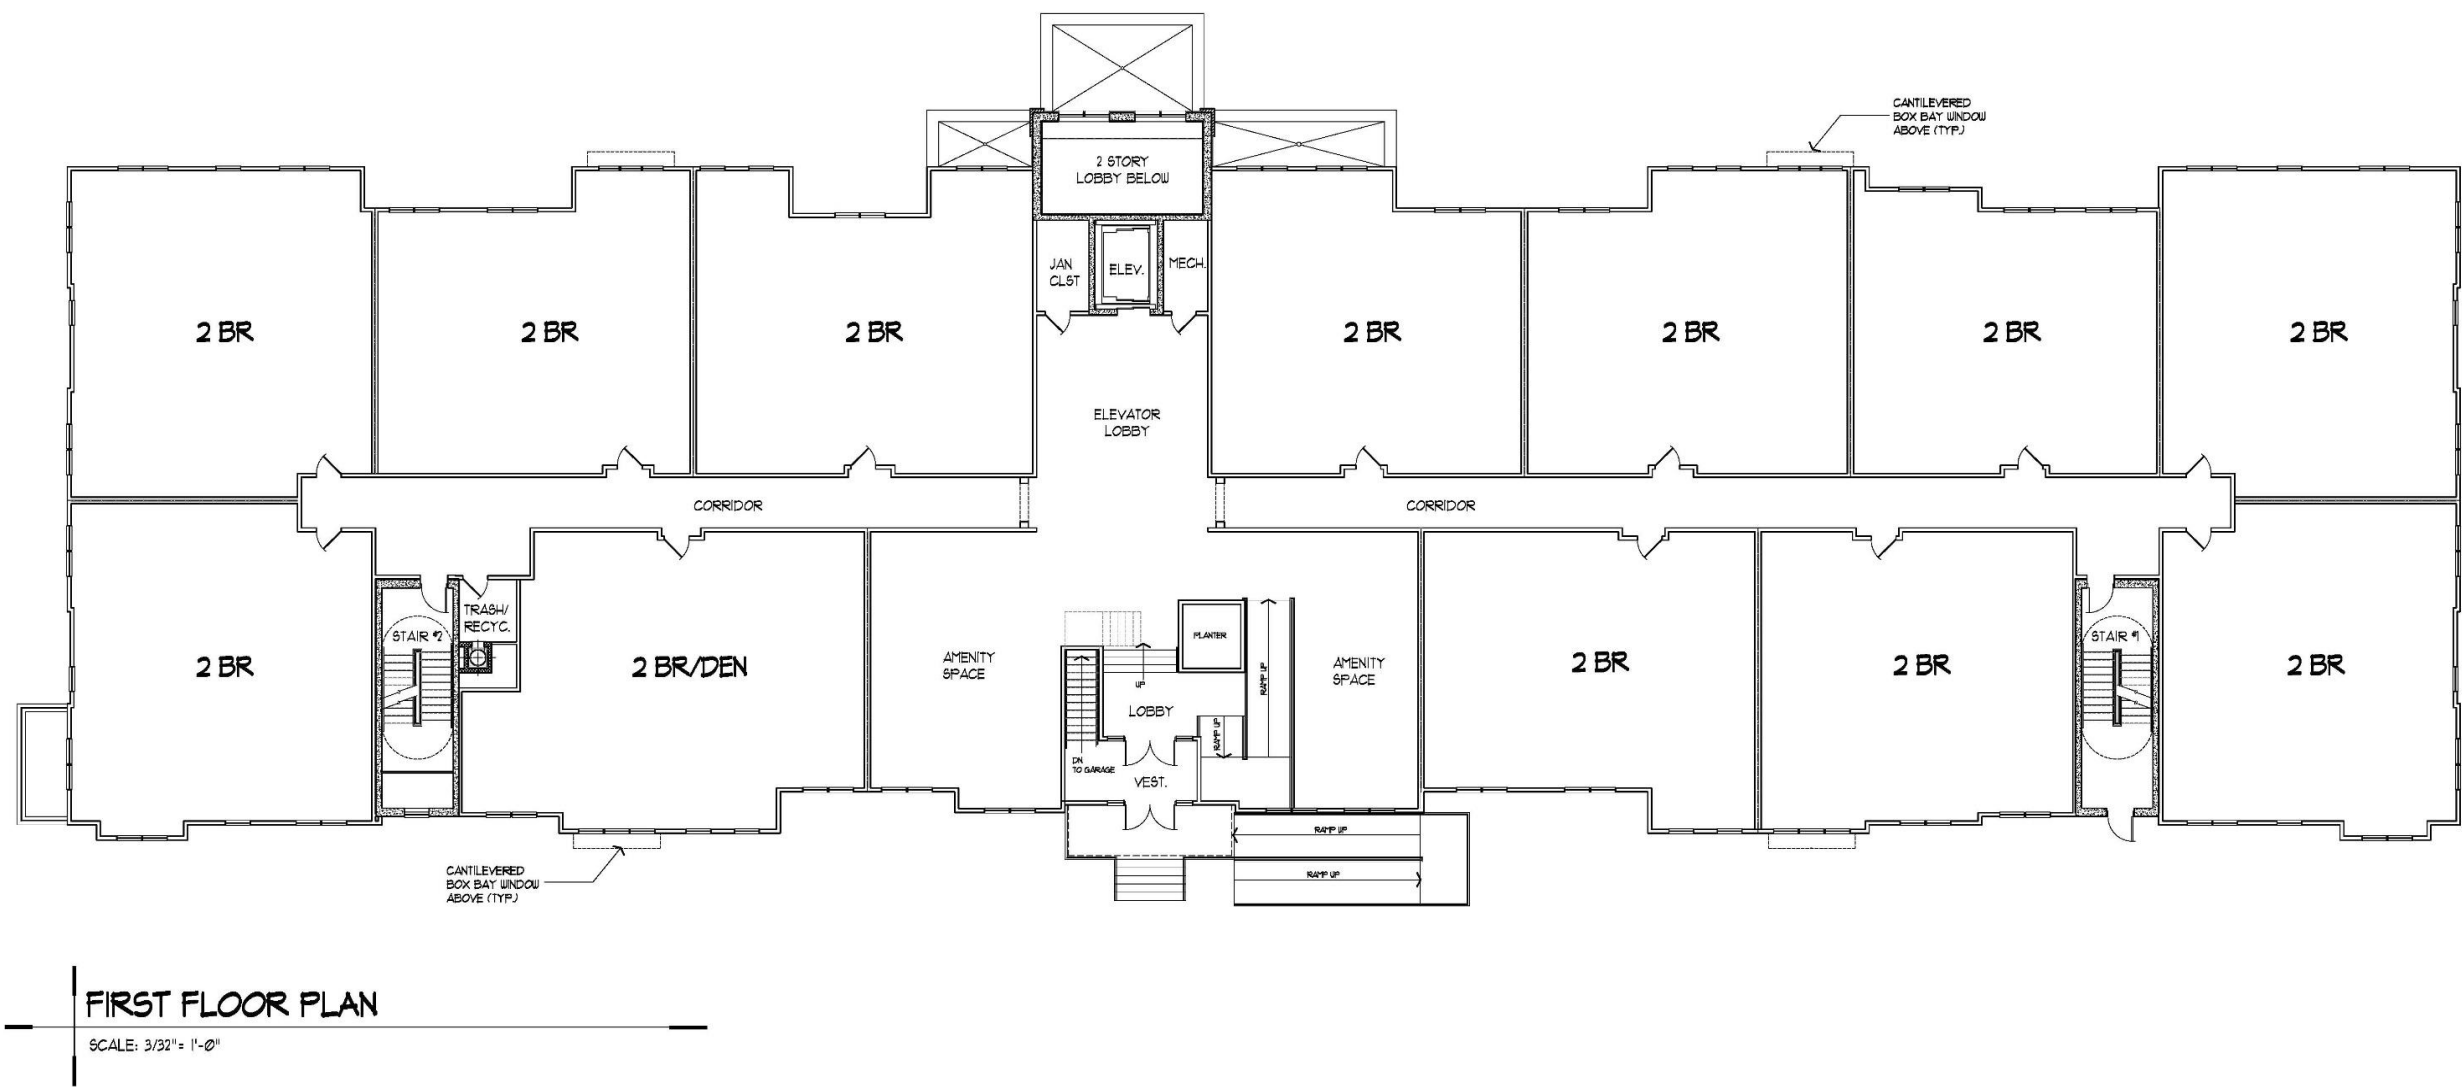 CANTILEVERED
BOX BAY WINDOW
ABOVE (TYP.)
2 STORY
LOBBY BELOW
JAN
CLST
ELEV.
MECH.
2 BR
2 BR
2 BR
2 BR
2 BR
2 BR
2 BR
ELEVATOR
LOBBY
CORRIDOR
CORRIDOR
TRASH/
RECYC.
STAIR #2
2 BR
2 BR/DEN
AMENITY
SPACE
UP
LOBBY
DN
TO GARAGE
VEST.
PLANTER
RAMP UP
RAMP UP
AMENITY
SPACE
2 BR
2 BR
STAIR #1
2 BR
RAMP UP
RAMP UP
CANTILEVERED
BOX BAY WINDOW
ABOVE (TYP.)
FIRST FLOOR PLAN
SCALE: 3/32"= 1'-0"